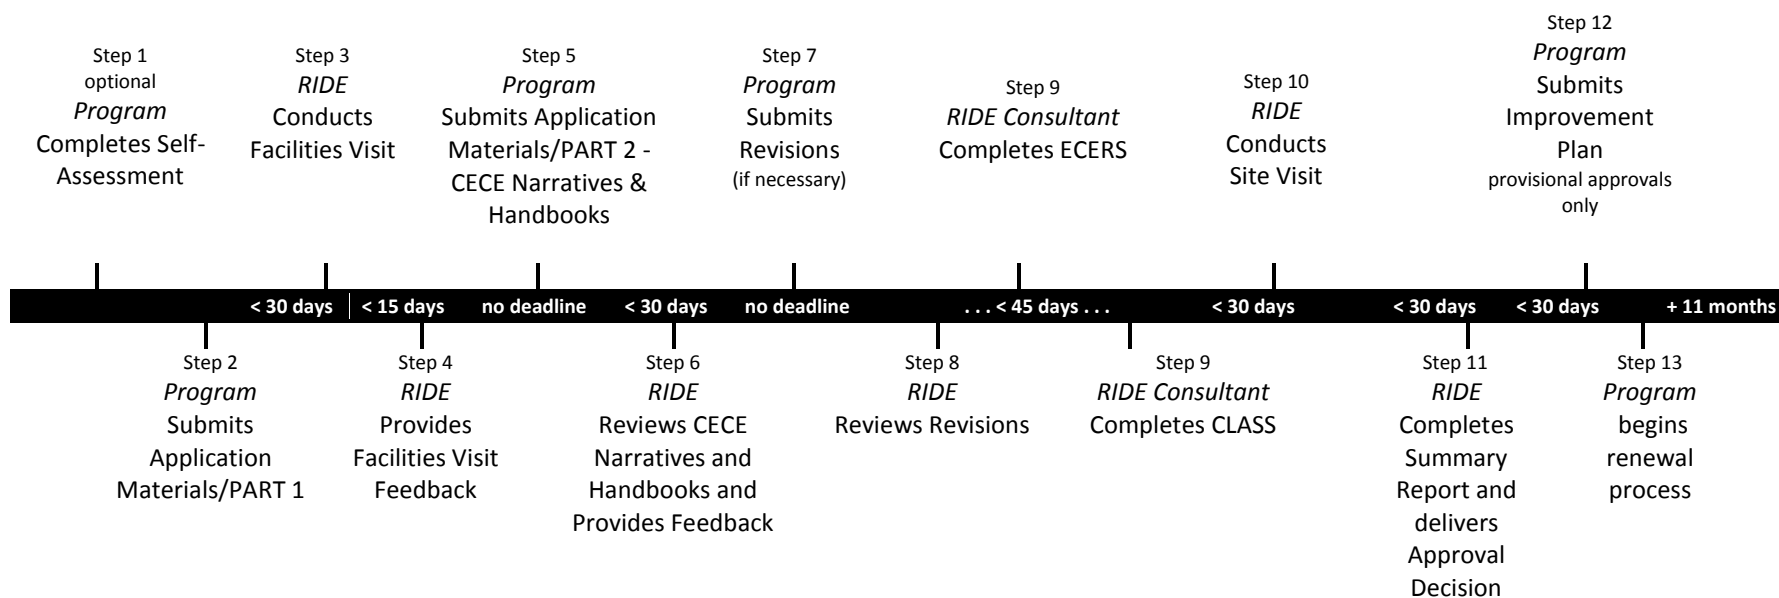 Step 1
optional
Program
Completes Self-
Assessment
Step 3
RIDE
Conducts
Facilities Visit
Step 5
Program
Submits Application
Materials/PART 2 -
CECE Narratives &
Handbooks
Step 7
Program
Submits
Revisions
(if necessary)
Step 9
RIDE Consultant
Completes ECERS
Step 10
RIDE
Conducts
Site Visit
Step 12
Program
Submits
Improvement
Plan
provisional approvals
only
< 30 days < 15 days no deadline < 30 days no deadline . . . < 45 days . . . < 30 days < 30 days < 30 days + 11 months
Step 2
Program
Submits
Application
Materials/PART 1
Step 4
RIDE
Provides
Facilities Visit
Feedback
Step 6
RIDE
Reviews CECE
Narratives and
Handbooks and
Provides Feedback
Step 8
RIDE
Reviews Revisions
Step 9
RIDE Consultant
Completes CLASS
Step 11
RIDE
Completes
Summary
Report and
delivers
Approval
Decision
Step 13
Program
begins
renewal
process